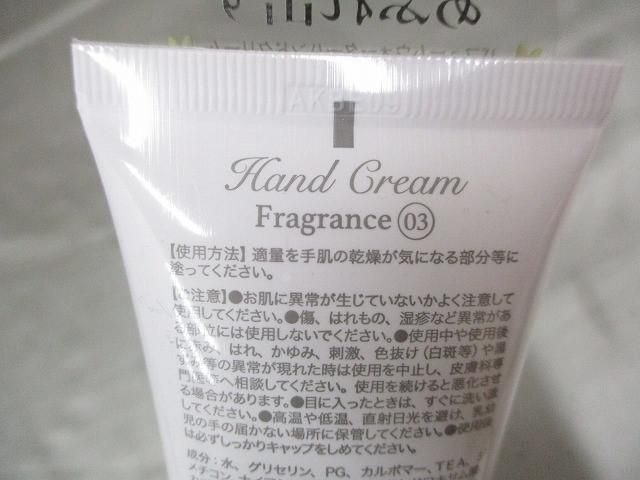 AK5209
Hand Cream
Fragrance 03
【使用方法】適量を手肌の乾燥が気になる部分等に
塗ってください。
【ご注意】●お肌に異常が生じていないかよく注意して
使用してください。●傷、はれもの、湿疹など異常があ
る部位には使用しないでください。●使用中や使用後
に赤み、はれ、かゆみ、刺激、色抜け(白斑等)や黒
ずみ等の異常が現れた時は使用を中止し、皮膚科専
門医等へ相談してください。使用を続けると悪化させ
る場合があります。●目に入ったときは、すぐに洗い流
してください。●高温や低温、直射日光を避け、乳幼
児の手の届かない場所に保管してください。●使用後
は必ずしっかりキャップをしめてください。
成分:水、グリセリン、PG、カルボマー、TEA、
メチコン